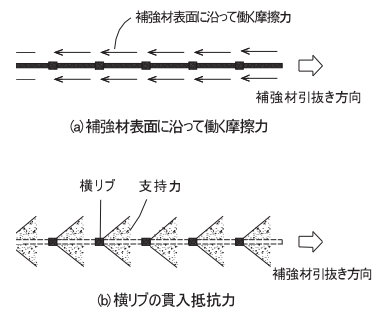 補強材表面に沿って働く摩擦力
補強材引抜き方向
(a)補強材表面に沿って働く摩擦力
横リブ
支持力
補強材引抜き方向
(b)横リブの貫入抵抗力